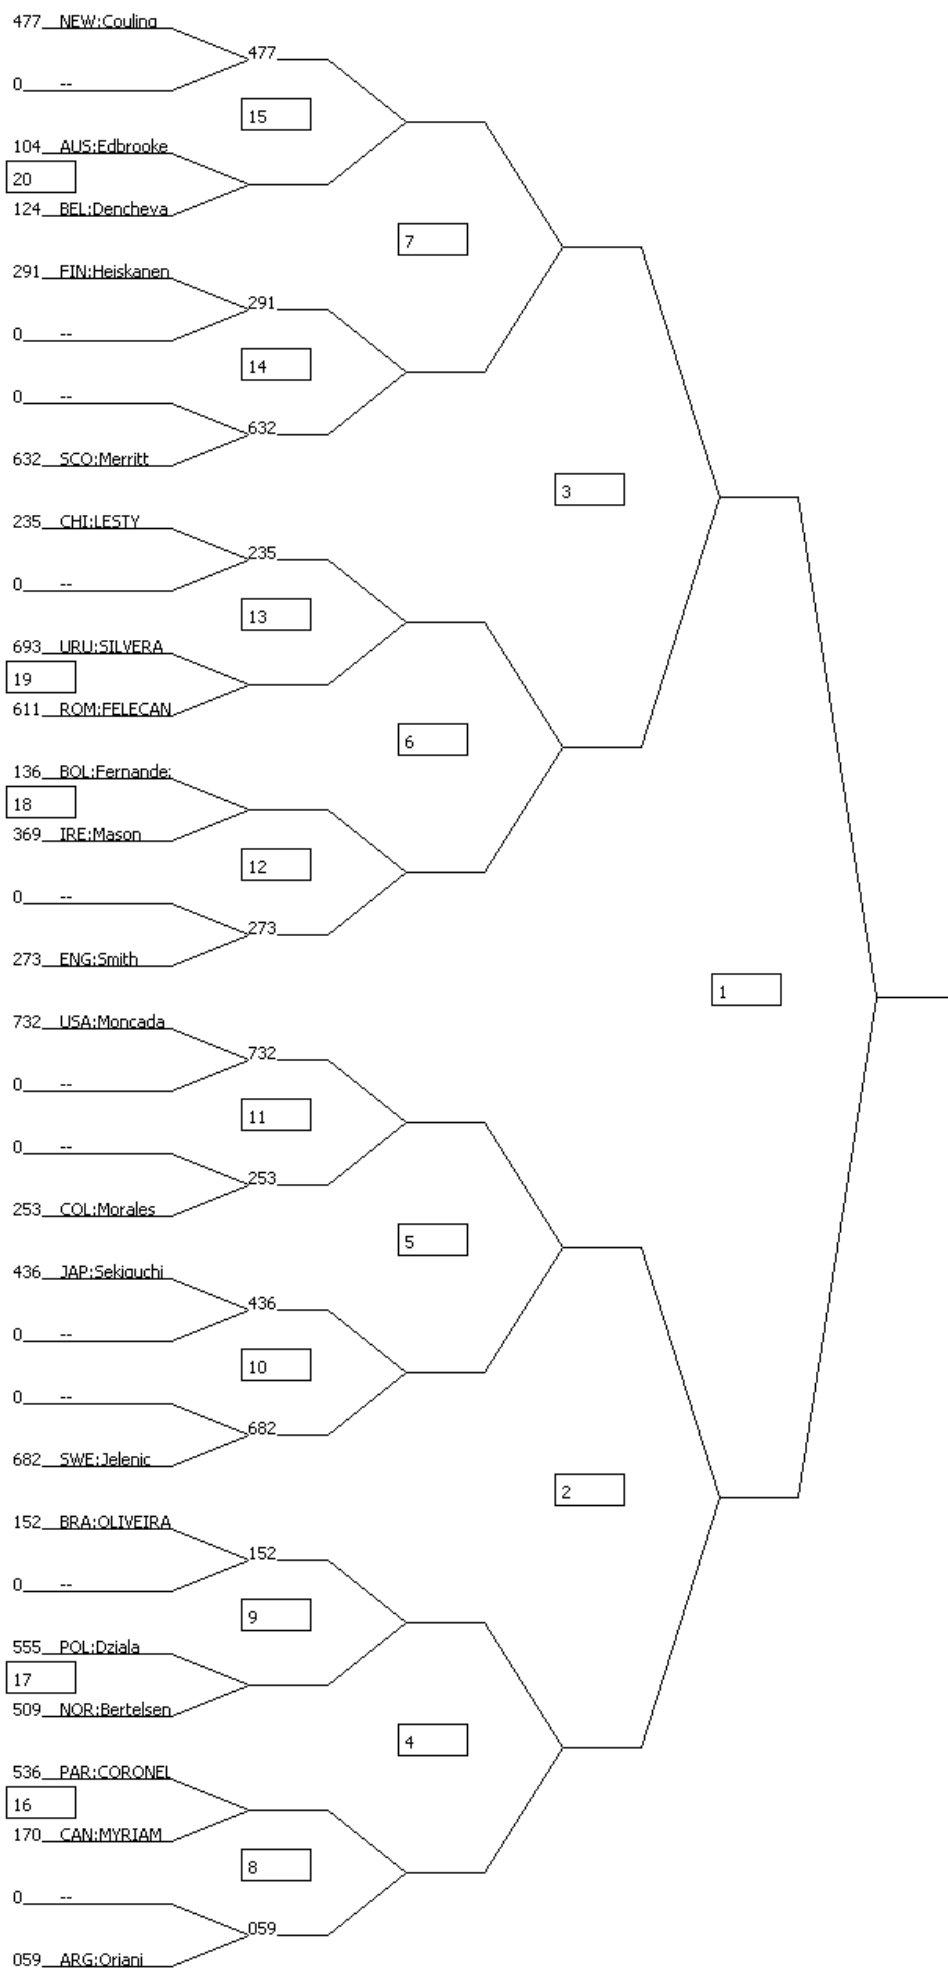 477 NEW:Couling
477
0 --
15
104 AUS:Edbrooke
20
124 BEL:Dencheva
7
291 FIN:Heiskanen
291
0 --
14
0 --
632
632 SCO:Merritt
3
235 CHI:LESTY
235
0 --
13
693 URU:SILVERA
19
611 ROM:FELECAN
6
136 BOL:Fernande
18
369 IRE:Mason
12
0 --
273
273 ENG:Smith
1
732 USA:Moncada
732
0 --
11
0 --
253
253 COL:Morales
5
436 JAP:Sekiguchi
436
0 --
10
0 --
682
682 SWE:Jelenic
2
152 BRA:OLIVEIRA
152
0 --
9
555 POL:Dziala
17
509 NOR:Bertelsen
4
536 PAR:CORONEL
16
170 CAN:MYRIAM
8
0 --
059
059 ARG:Oriani